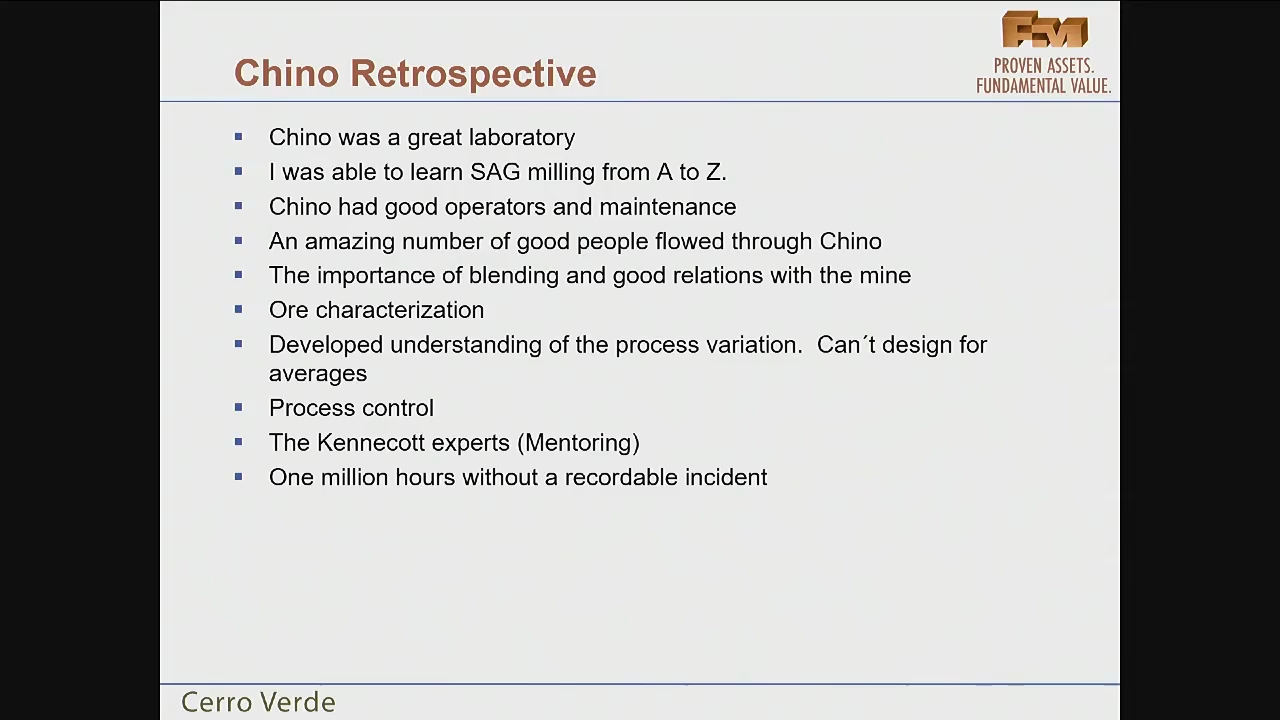 FM
PROVEN ASSETS.
FUNDAMENTAL VALUE.
Chino Retrospective
Chino was a great laboratory
I was able to learn SAG milling from A to Z.
Chino had good operators and maintenance
An amazing number of good people flowed through Chino
The importance of blending and good relations with the mine
Ore characterization
Developed understanding of the process variation.  Can´t design for
averages
Process control
The Kennecott experts (Mentoring)
One million hours without a recordable incident
Cerro Verde